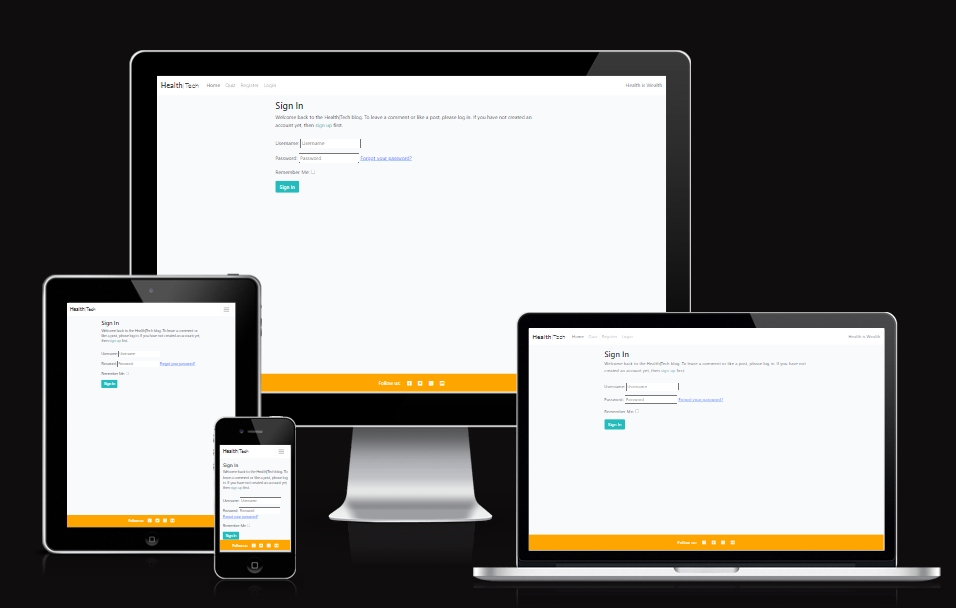 Health|Tech Home Quiz Register Login Health is Wealth
Sign In
Welcome back to the Health|Tech blog. To leave a comment or like a post, please log in. If you have not created an
account yet, then sign up first.
Username: Username
Password: Password Forgot your password?
Remember Me:
Sign In
Follow us:
Health|Tech
Sign In
Welcome back to the Health|Tech blog. To leave a comment or
like a post, please log in. If you have not created an account yet,
then sign up first.
Username: Username
Password: Password Forgot your password?
Remember Me:
Sign In
Follow us:
Health|Tech
Sign In
Welcome back to the Health|Tech blog. To
leave a comment or like a post, please log
in. If you have not created an account yet,
then sign up first.
Username: Username
Password: Password
Forgot your password?
Remember Me:
Sign In
Follow us:
Health|Tech Home Quiz Register Login Health is Wealth
Sign In
Welcome back to the Health|Tech blog. To leave a comment or like a post, please log in. If you have not
created an account yet, then sign up first.
Username: Username
Password: Password Forgot your password?
Remember Me:
Sign In
Follow us: